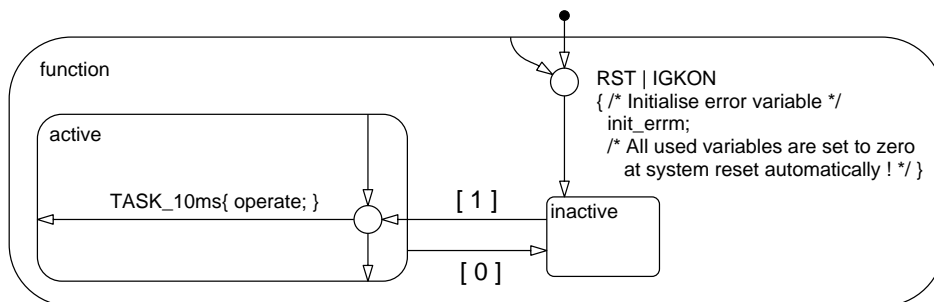 function
RST | IGKON
{ /* Initialise error variable */
init_errm;
/* All used variables are set to zero
at system reset automatically ! */ }
active
TASK_10ms{ operate; }
[ 1 ]
inactive
[ 0 ]